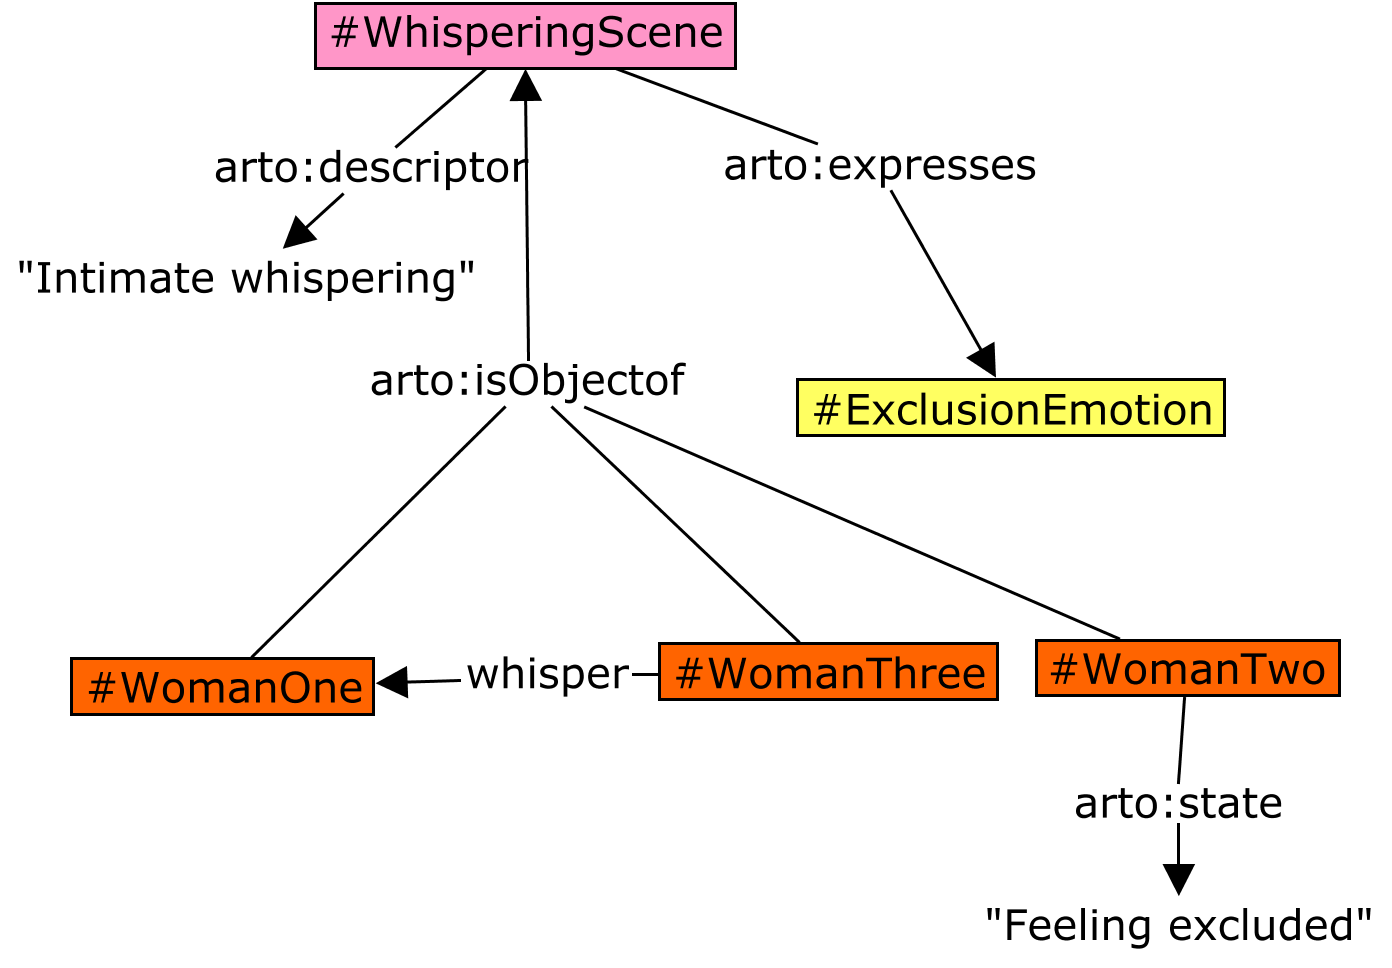 #WhisperingScene
arto:descriptor
arto:expresses
"Intimate whispering"
arto:isObjectof
#ExclusionEmotion
#WomanOne
whisper
#WomanThree
#WomanTwo
arto:state
"Feeling excluded"